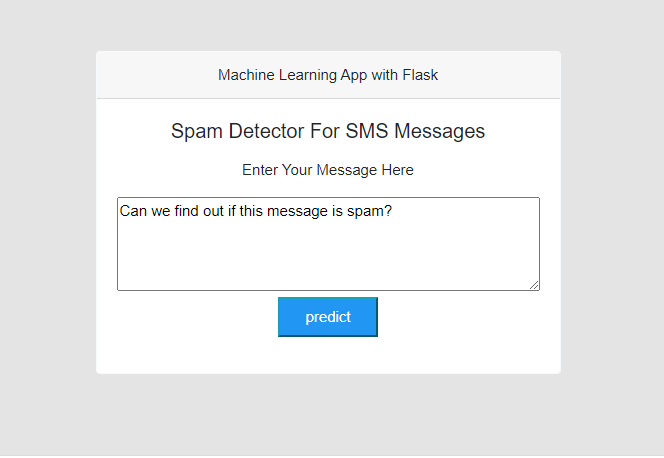 Machine Learning App with Flask
Spam Detector For SMS Messages
Enter Your Message Here
Can we find out if this message is spam?
predict